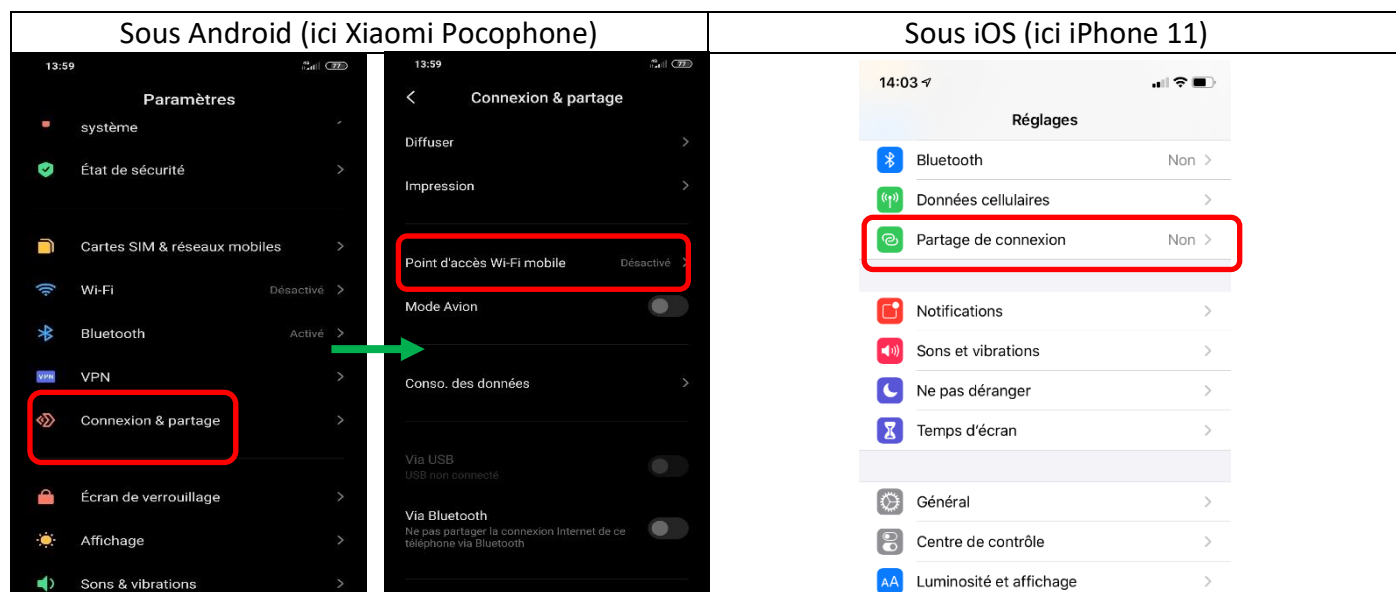 Sous Android (ici Xiaomi Pocophone)
Sous iOS (ici iPhone 11)
13:59
77
Paramètres
système
État de sécurité
Cartes SIM & réseaux mobiles
Wi-Fi Désactivé
Bluetooth Activé
VPN VPN
Connexion & partage
Écran de verrouillage
Affichage
Sons & vibrations
13:59
77
Connexion & partage
Diffuser
Impression
Point d'accès Wi-Fi mobile Désactivé
Mode Avion
Conso. des données
Via USB
USB non connecté
Via Bluetooth
Ne pas partager la connexion Internet de ce
téléphone via Bluetooth
14:03
Réglages
Bluetooth Non
Données cellulaires
Partage de connexion Non
Notifications
Sons et vibrations
Ne pas déranger
Temps d'écran
Général
Centre de contrôle
AA Luminosité et affichage